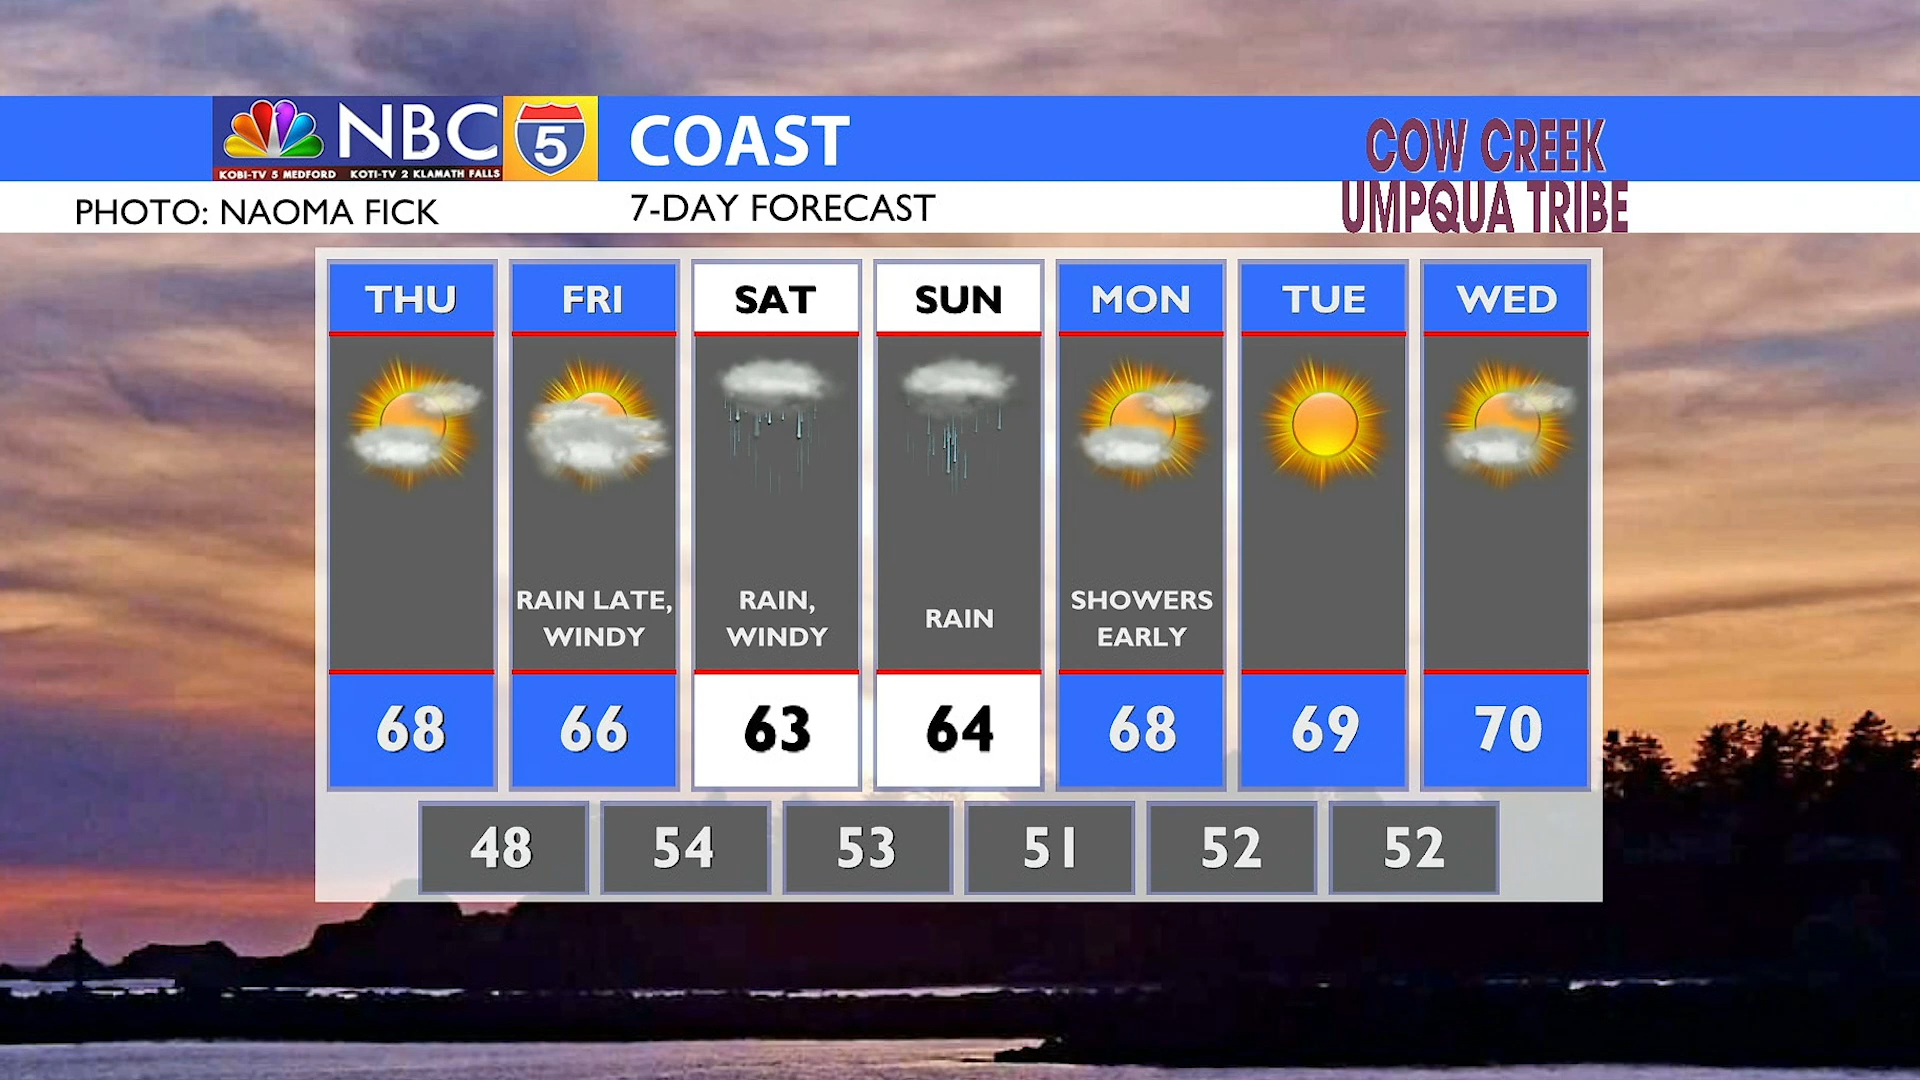 NBC 5
KOBI-TV 5 MEDFORD KOTI-TV 2 KLAMATH FALLS
COAST
COW CREEK
UMPQUA TRIBE
PHOTO: NAOMA FICK
7-DAY FORECAST
THU FRI SAT SUN MON TUE WED
RAIN LATE,
WINDY
RAIN,
WINDY
RAIN
SHOWERS
EARLY
68 66 63 64 68 69 70
48 54 53 51 52 52